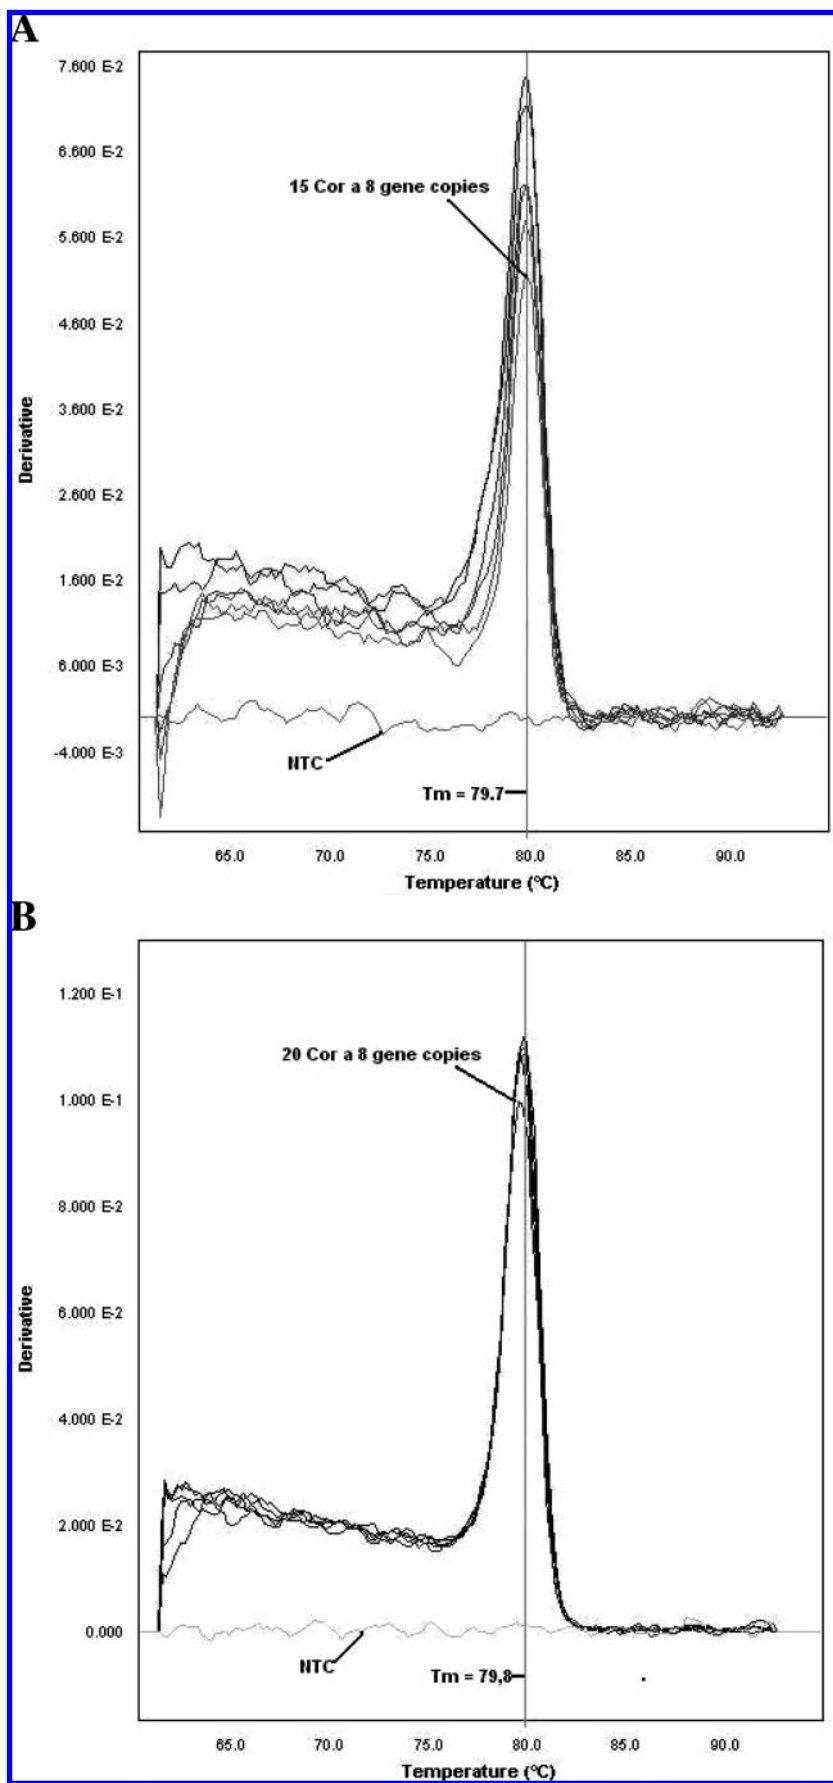 A
7.600 E-2
6.600 E-2
15 Cor a 8 gene copies
5.600 E-2
4.600 E-2
3.600 E-2
Derivative
2.600 E-2
1.600 E-2
6.000 E-3
-4.000 E-3
NTC
Tm = 79.7
65.0 70.0 75.0 80.0 85.0 90.0
Temperature (°C)
B
1.200 E-1
20 Cor a 8 gene copies
1.000 E-1
8.000 E-2
6.000 E-2
Derivative
4.000 E-2
2.000 E-2
0.000
NTC
Tm = 79,8
65.0 70.0 75.0 80.0 85.0 90.0
Temperature (°C)